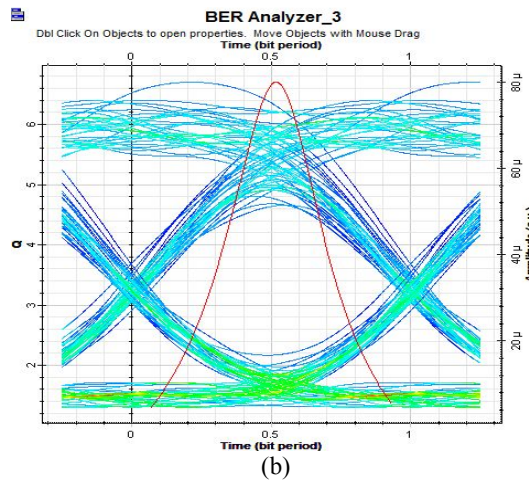 BER Analyzer_3
Dbl Click On Objects to open properties. Move Objects with Mouse Drag
Time (bit period)
0 0.5 1
Q
6
5
4
3
2
80 µ
60 µ
40 µ
20 µ
Amplitude (a.u.)
0 0.5 1
Time (bit period)
(b)